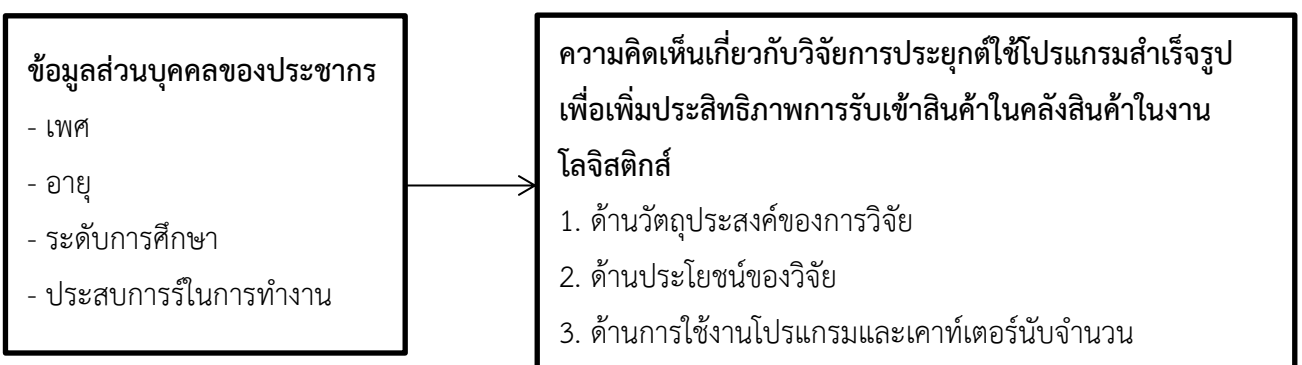 ข้อมูลส่วนบุคคลของประชากร
- เพศ
- อายุ
- ระดับการศึกษา
- ประสบการร์ในการทำงาน
ความคิดเห็นเกี่ยวกับวิจัยการประยุกต์ใช้โปรแกรมสำเร็จรูป
เพื่อเพิ่มประสิทธิภาพการรับเข้าสินค้าในคลังสินค้าในงาน
โลจิสติกส์
1. ด้านวัตถุประสงค์ของการวิจัย
2. ด้านประโยชน์ของวิจัย
3. ด้านการใช้งานโปรแกรมและเคาท์เตอร์นับจำนวน